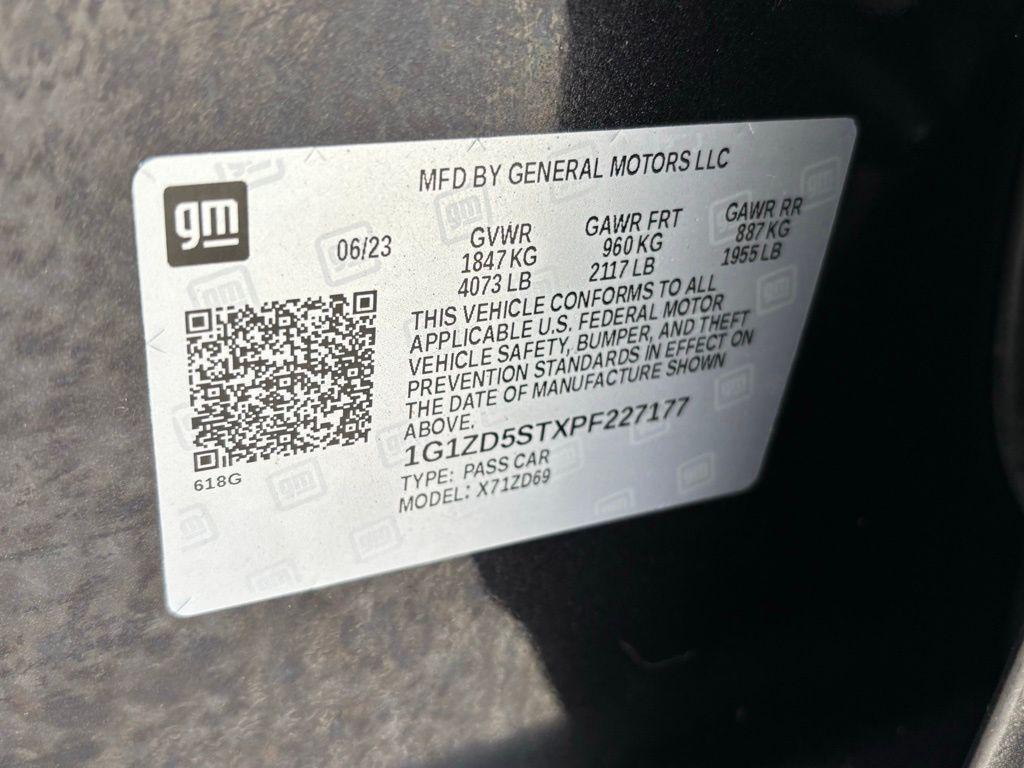 gm
MFD BY GENERAL MOTORS LLC
06/23
GVWR
1847 KG
4073 LB
GAWR FRT
960 KG
2117 LB
GAWR RR
887 KG
1955 LB
THIS VEHICLE CONFORMS TO ALL
APPLICABLE U.S. FEDERAL MOTOR
VEHICLE SAFETY, BUMPER, AND THEFT
PREVENTION STANDARDS IN EFFECT ON
THE DATE OF MANUFACTURE SHOWN
ABOVE.
1G1ZD5STXPF227177
TYPE: PASS CAR
MODEL: X71ZD69
618G